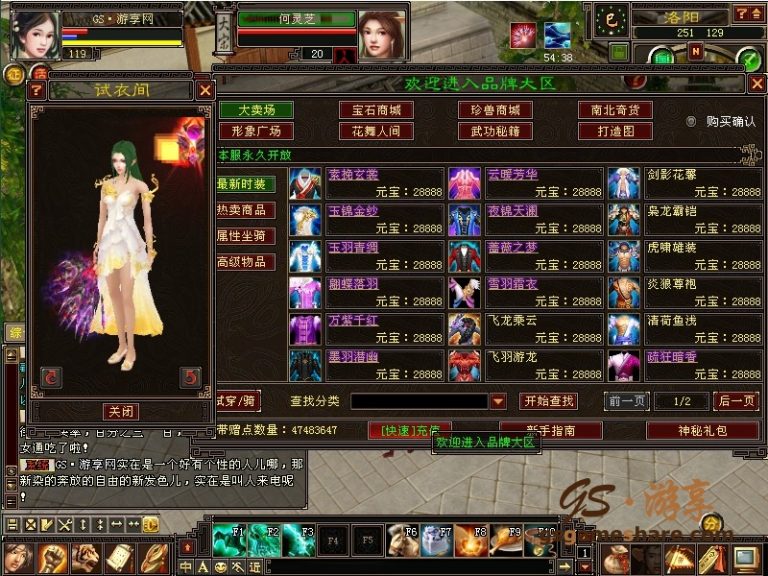 GS·游享网
119
何灵芝
20
54:38
洛阳
251 129
试衣间
关闭
欢迎进入品牌大区
大卖场
宝石商城
珍兽商城
南北奇货
形象广场
花舞人间
武功秘籍
打造图
购买确认
本服永久开放
最新时装
热卖商品
属性坐骑
高级物品
云暖芳华
剑影花馨
元宝：28888
元宝：28888
元宝：28888
玉锦金纱
夜锦天澜
枭龙霸铠
元宝：28888
元宝：28888
元宝：28888
玉羽青绸
蔷薇之梦
虎啸雄装
元宝：28888
元宝：28888
元宝：28888
翩蝶落羽
雪羽霜衣
炎狼尊袍
元宝：28888
元宝：28888
元宝：28888
万紫千红
飞龙乘云
清荷鱼浅
元宝：28888
元宝：28888
元宝：28888
墨羽潜幽
飞羽游龙
疏狂暗香
元宝：28888
元宝：28888
元宝：28888
试穿/骑
查找分类
开始查找
前一页
1/2
后一页
带赠点数量：47483647
[快速]充值
新手指南
神秘礼包
欢迎进入品牌大区
综
女通吃了啦！
GS·游享网实在是一个好有个性的人儿哪，那
新染的奔放的自由的新发色儿，实在是叫人来电呢
！
F1
F2
F3
F4
F5
F6
F7
F8
F9
F10
中
A
近
GS·游享
gameshare.com